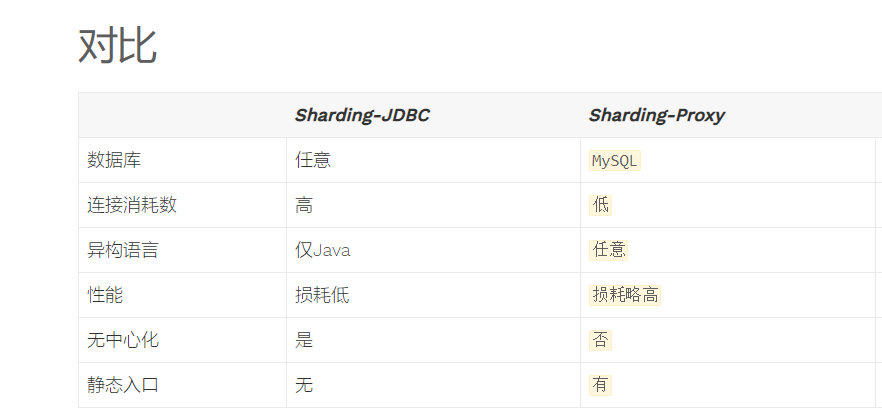 对比
Sharding-JDBC Sharding-Proxy
数据库 任意 MySQL
连接消耗数 高 低
异构语言 仅Java 任意
性能 损耗低 损耗略高
无中心化 是 否
静态入口 无 有